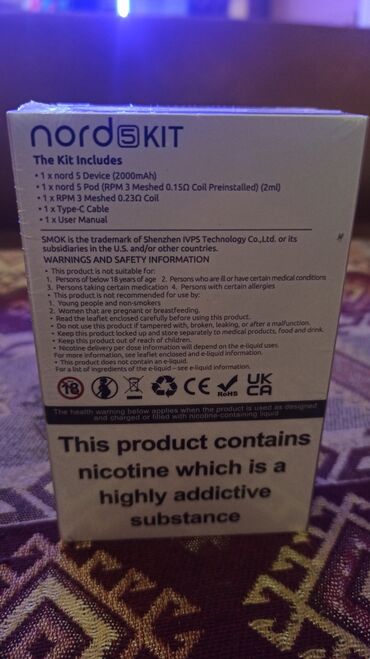 nord 5 KIT
The Kit Includes
• 1 x nord 5 Device (2000mAh)
• 1 x nord 5 Pod (RPM 3 Meshed 0.15Ω Coil Preinstalled) (2ml)
• 1 x RPM 3 Meshed 0.23Ω Coil
• 1 x Type-C Cable
• 1 x User Manual
SMOK is the trademark of Shenzhen IVPS Technology Co.,Ltd. or its
subsidiaries in the U.S. and/or other countries.
WARNINGS AND SAFETY INFORMATION
• This product is not suitable for:
1. Persons of below 18 years of age 2. Persons who are ill or have certain medical conditions
3. Persons taking certain medication 4. Persons with certain allergies
• This product is not recommended for use by:
1. Young people and non-smokers
2. Women that are pregnant or breastfeeding.
• Read the leaflet enclosed carefully before using this product.
• Do not use this product if tampered with, broken, leaking, or after a malfunction.
• Keep this product locked up and store separately to medical products, food and drink.
• Keep out of reach of children.
• Nicotine delivery per dose information will depend on the e-liquid uses.
For more information, see leaflet enclosed and e-liquid information.
• This product does not contain an e-liquid.
For a list of ingredients of the e-liquid – see e-liquid information.
18 CE RoHS UK CA
The health warning below applies when the product is used as designed
and charged or filled with nicotine-containing liquid
This product contains
nicotine which is a
highly addictive
substance